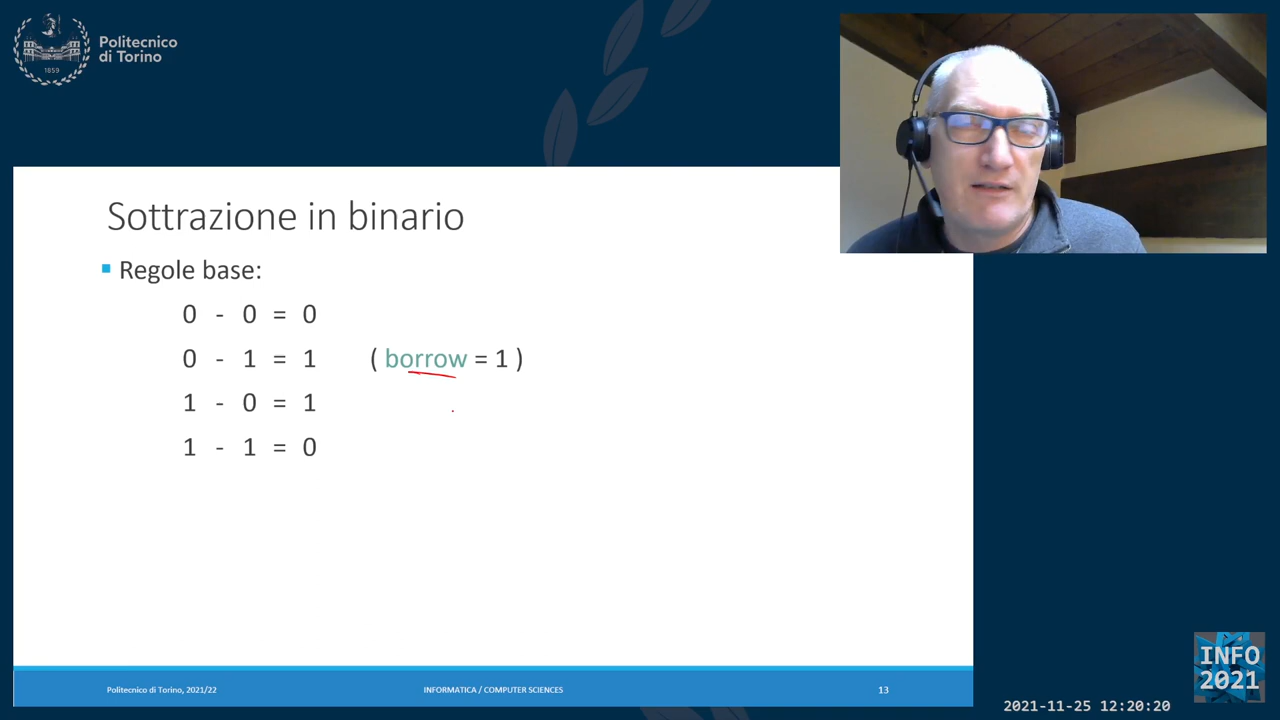 Politecnico
di Torino
1859
Sottrazione in binario
Regole base:
0 - 0 = 0
0 - 1 = 1 ( borrow = 1 )
1 - 0 = 1
1 - 1 = 0
Politecnico di Torino, 2021/22 INFORMATICA / COMPUTER SCIENCES 13
INFO
2021
2021-11-25 12:20:20